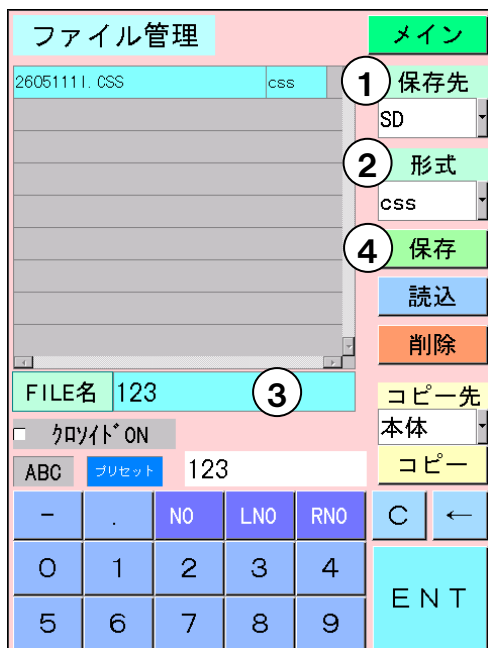 ファイル管理 メイン
26051111. CSS css
① 保存先
SD
② 形式
css
④ 保存
読込
削除
FILE名 123 ③
コピー先
クロソイド ON 本体
ABC プリセット 123 コピー
- . NO LNO RNO C ←
0 1 2 3 4
ENT
5 6 7 8 9